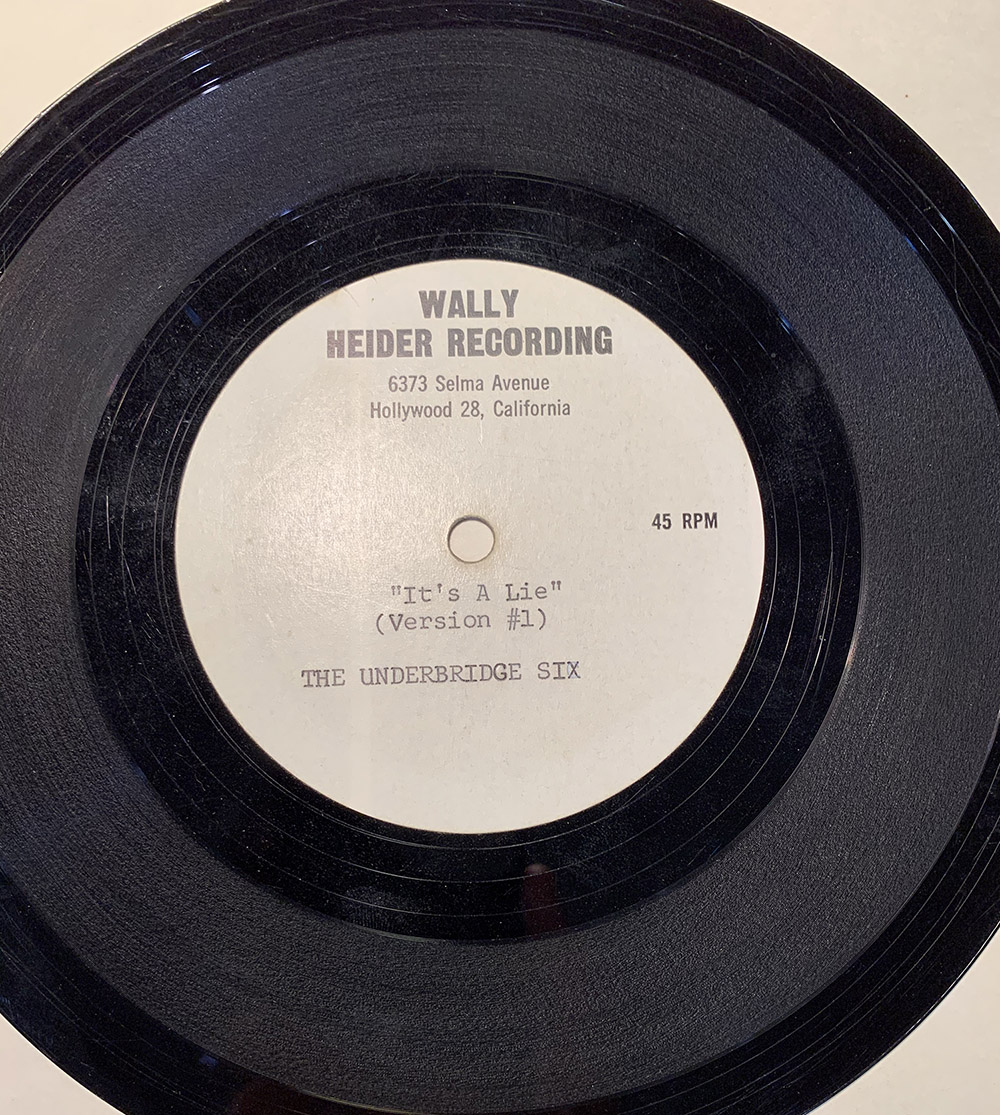 WALLY
HEIDER RECORDING
6373 Selma Avenue
Hollywood 28, California
45 RPM
"It's A Lie"
(Version #1)
THE UNDERBRIDGE SIX